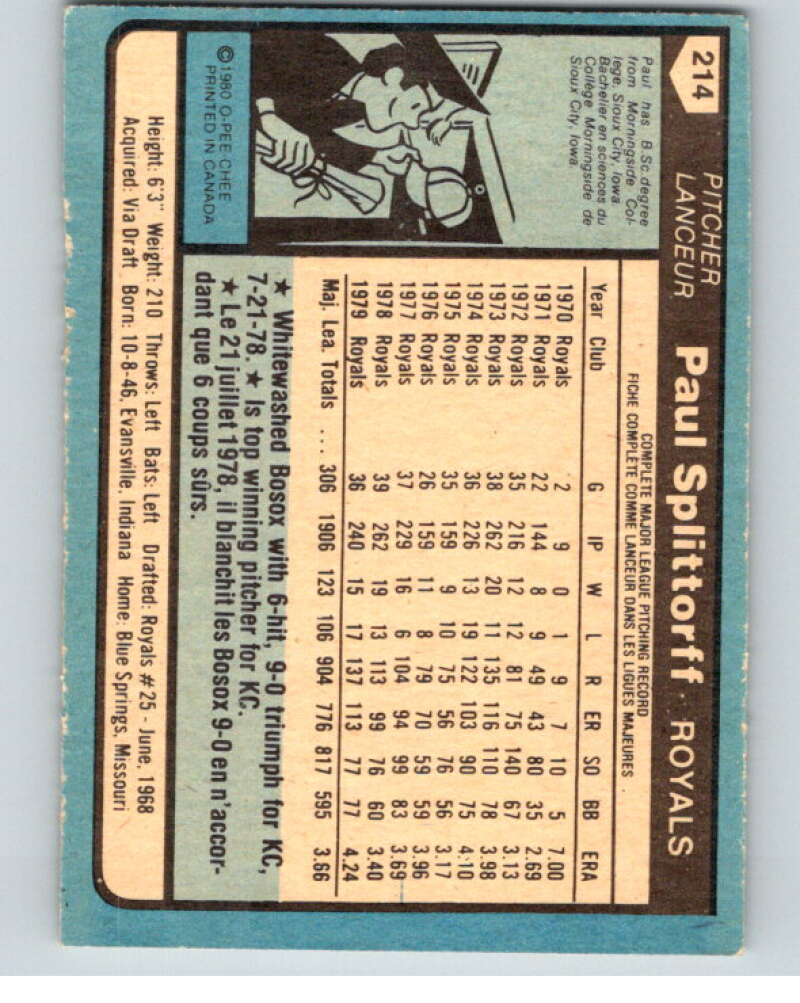 214
PITCHER
LANCEUR
Paul Splittorff • ROYALS
Paul has B.Sc. degree
from Morningside Col-
lege, Sioux City, Iowa
Bachelier en sciences du
Collège Morningside de
Sioux City, Iowa
©1980 O-PEE-CHEE
PRINTED IN CANADA
COMPLETE MAJOR LEAGUE PITCHING RECORD
FICHE COMPLÈTE COMME LANCEUR DANS LES LIGUES MAJEURES
Year Club G IP W L R ER SO BB ERA
1970 Royals 2 9 0 1 9 7 10 5 7.00
1971 Royals 22 144 8 9 49 43 80 35 2.69
1972 Royals 35 216 12 12 81 75 140 67 3.13
1973 Royals 38 262 20 11 135 116 110 78 3.98
1974 Royals 36 226 13 19 122 103 90 75 4.10
1975 Royals 35 159 9 10 75 56 76 56 3.17
1976 Royals 26 159 11 8 79 70 59 59 3.96
1977 Royals 37 229 16 6 104 94 99 83 3.69
1978 Royals 39 262 19 13 113 99 76 60 3.40
1979 Royals 36 240 15 17 137 113 77 77 4.24
Maj. Lea. Totals ... 306 1906 123 106 904 776 817 595 3.66
★ Whitewashed Bosox with 6-hit, 9-0 triumph for KC,
7-21-78. ★ Is top winning pitcher for KC.
★ Le 21 juillet 1978, il blanchit les Bosox 9-0 en n'accor-
dant que 6 coups sûrs.
Height: 6'3" Weight: 210 Throws: Left Bats: Left Drafted: Royals #25 - June, 1968
Acquired: Via Draft Born: 10-8-46, Evansville, Indiana Home: Blue Springs, Missouri